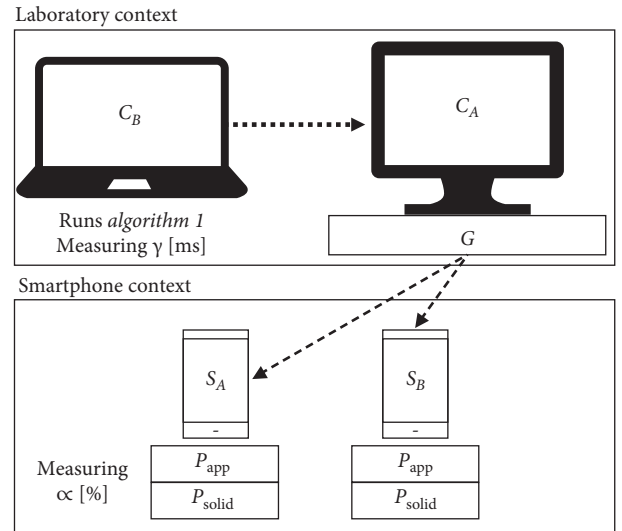 Laboratory context
C_B
C_A
Runs algorithm 1
Measuring γ [ms]
G
Smartphone context
S_A
S_B
-
-
Measuring
∝ [%]
P_app
P_app
P_solid
P_solid